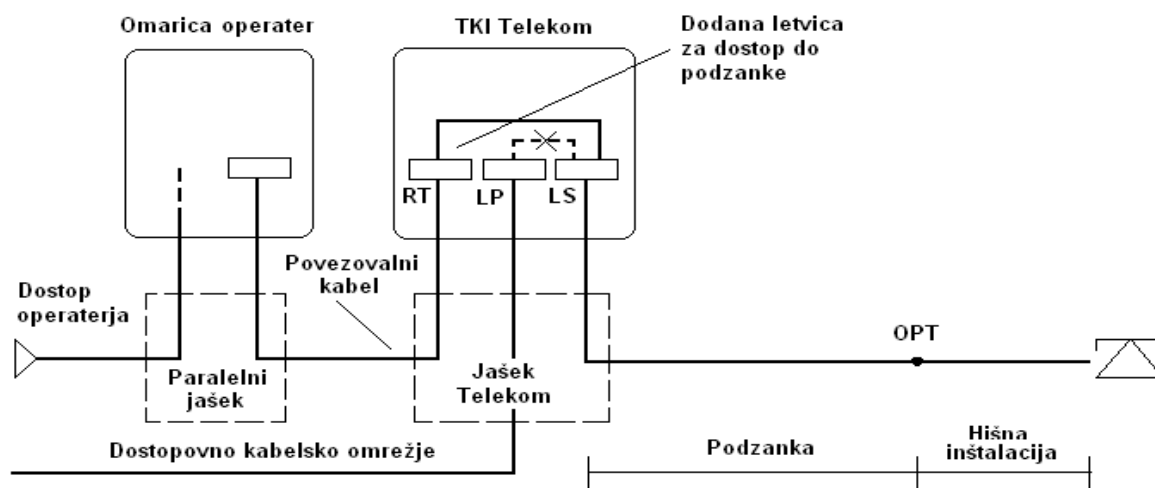 Omarica operater
TKI Telekom
Dodana letvica
za dostop do
podzanke
RT
LP
LS
Povezovalni
kabel
Dostop
operaterja
OPT
Paralelni
jašek
Jašek
Telekom
Dostopovno kabelsko omrežje
Podzanka
Hišna
inštalacija